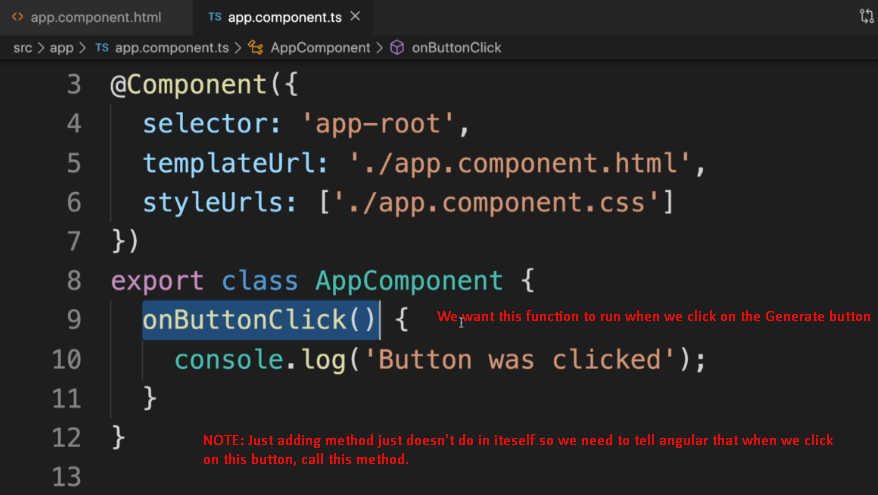 <> app.component.html TS app.component.ts ×
src > app > TS app.component.ts > AppComponent > onButtonClick
3 @Component({
4 selector: 'app-root',
5 templateUrl: './app.component.html',
6 styleUrls: ['./app.component.css']
7 })
8 export class AppComponent {
9 onButtonClick() { We want this function to run when we click on the Generate button
10 console.log('Button was clicked');
11 }
12 }
NOTE: Just adding method just doesn't do in iteself so we need to tell angular that when we click
on this button, call this method.
13